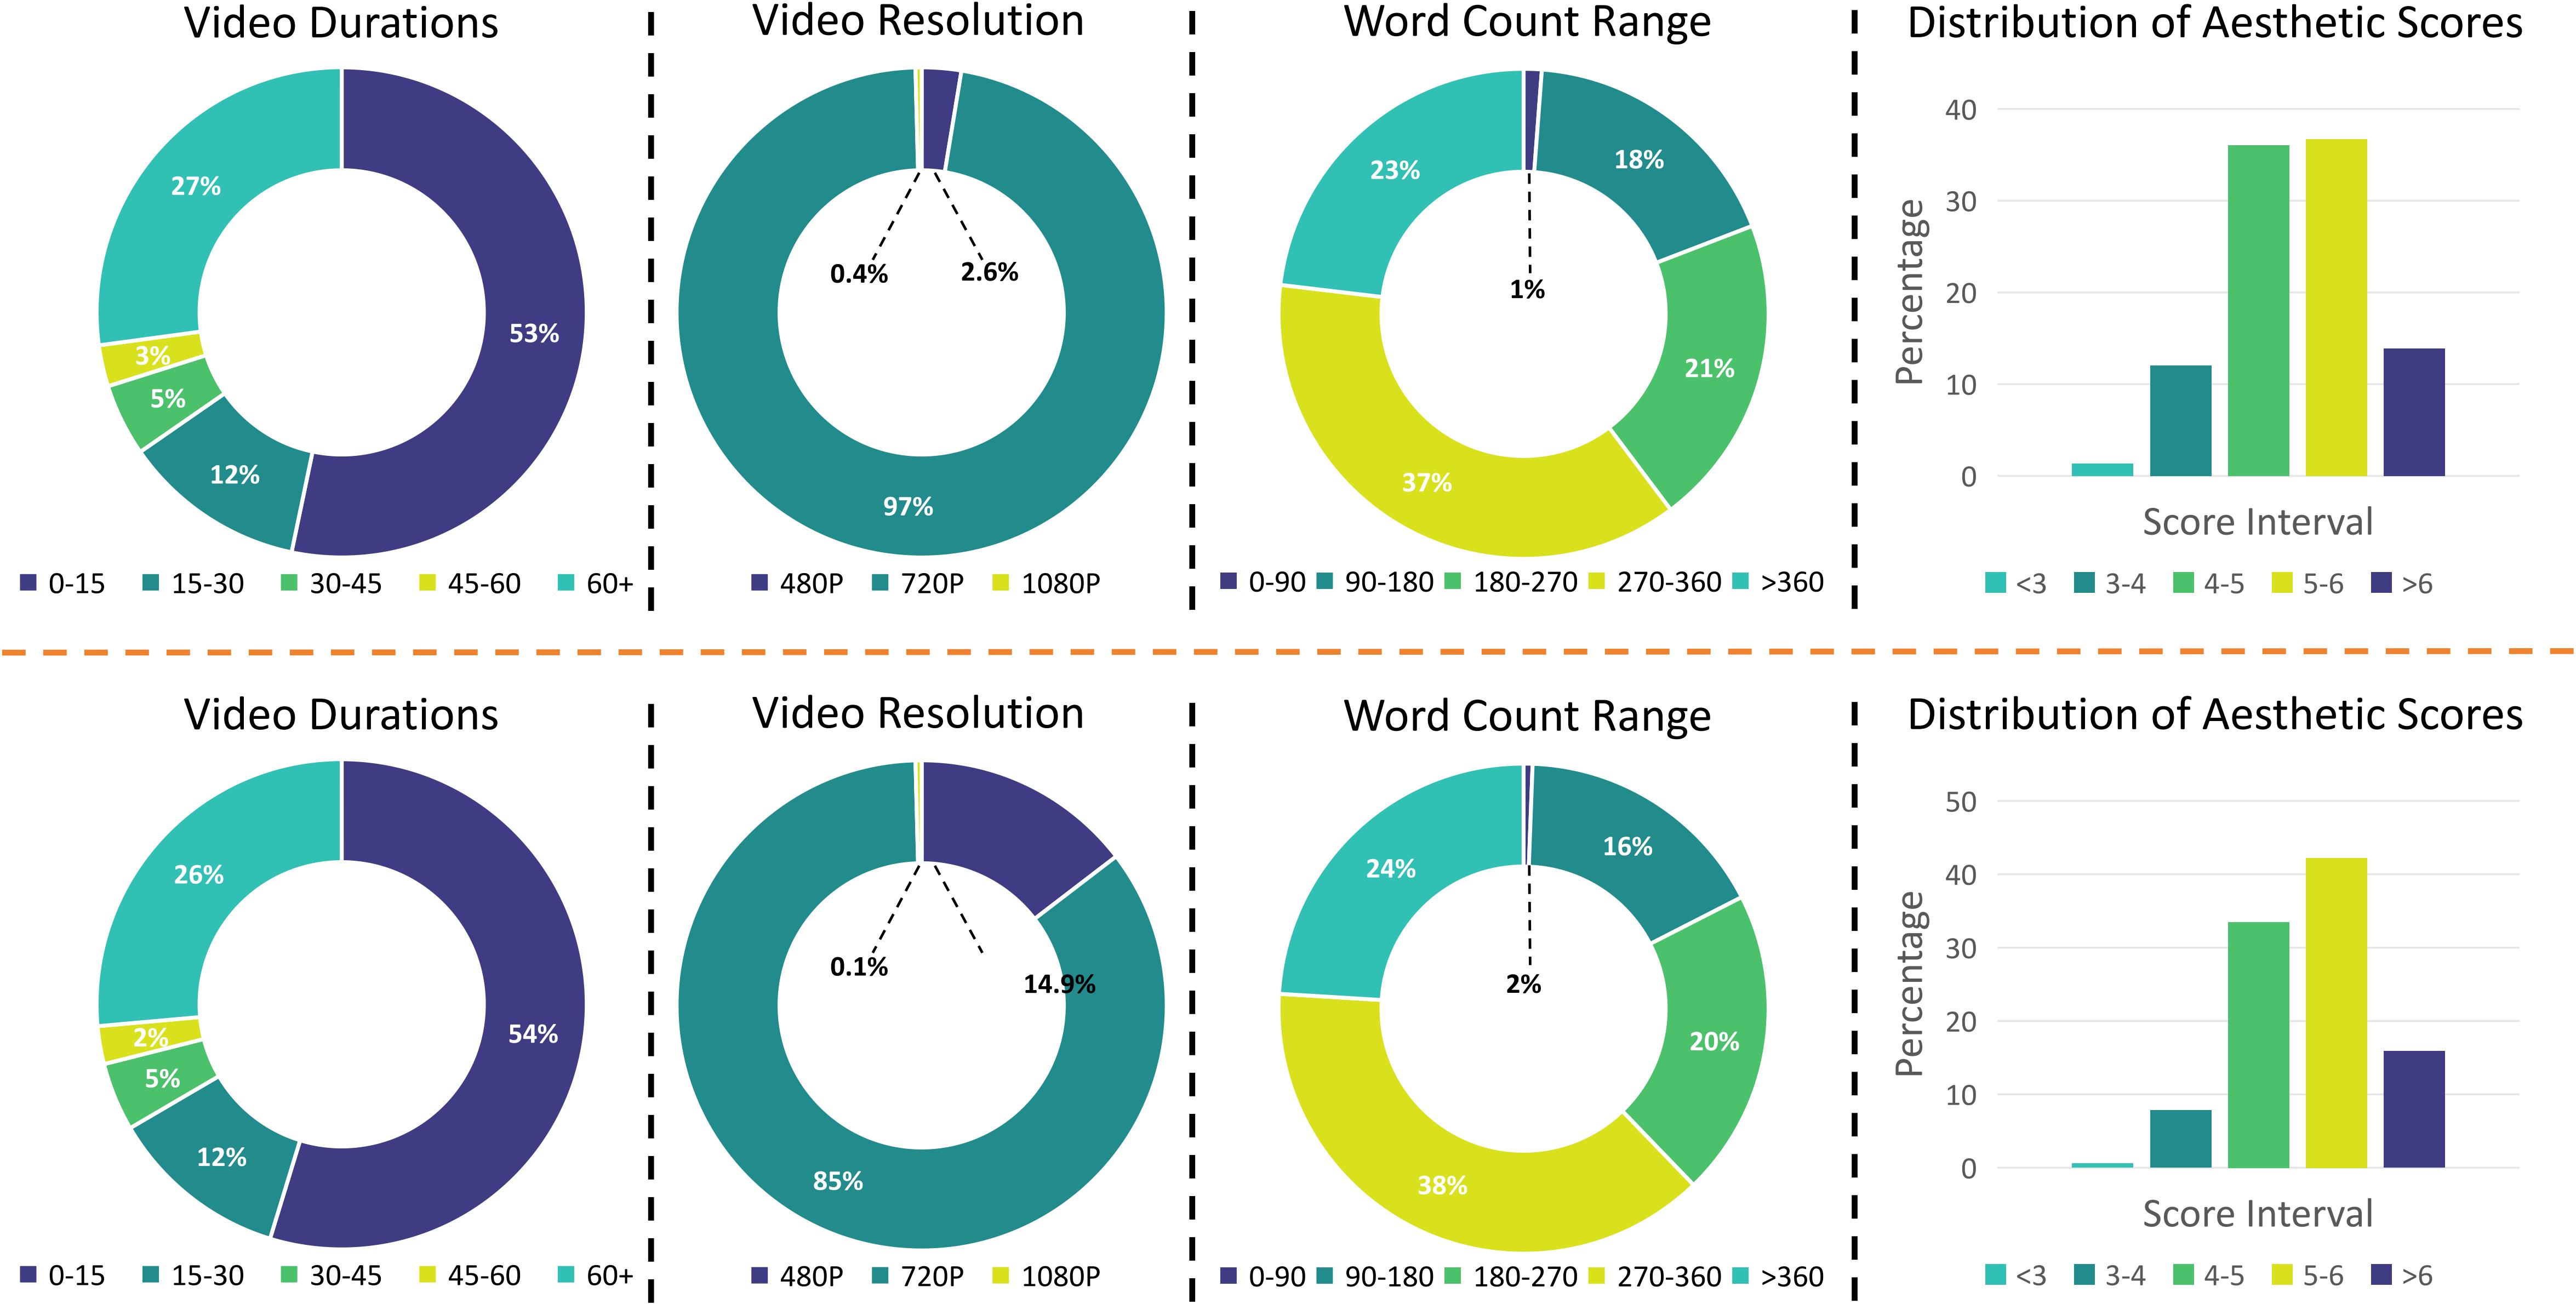 Video Durations
27%
53%
3%
5%
12%
0-15 15-30 30-45 45-60 60+
Video Resolution
0.4% 2.6%
97%
480P 720P 1080P
Word Count Range
18%
23%
1%
21%
37%
0-90 90-180 180-270 270-360 >360
Distribution of Aesthetic Scores
40
30
20
10
0
Percentage
Score Interval
<3 3-4 4-5 5-6 >6
Video Durations
26%
54%
2%
5%
12%
0-15 15-30 30-45 45-60 60+
Video Resolution
0.1%
14.9%
85%
480P 720P 1080P
Word Count Range
16%
24%
2%
20%
38%
0-90 90-180 180-270 270-360 >360
Distribution of Aesthetic Scores
50
40
30
20
10
0
Percentage
Score Interval
<3 3-4 4-5 5-6 >6